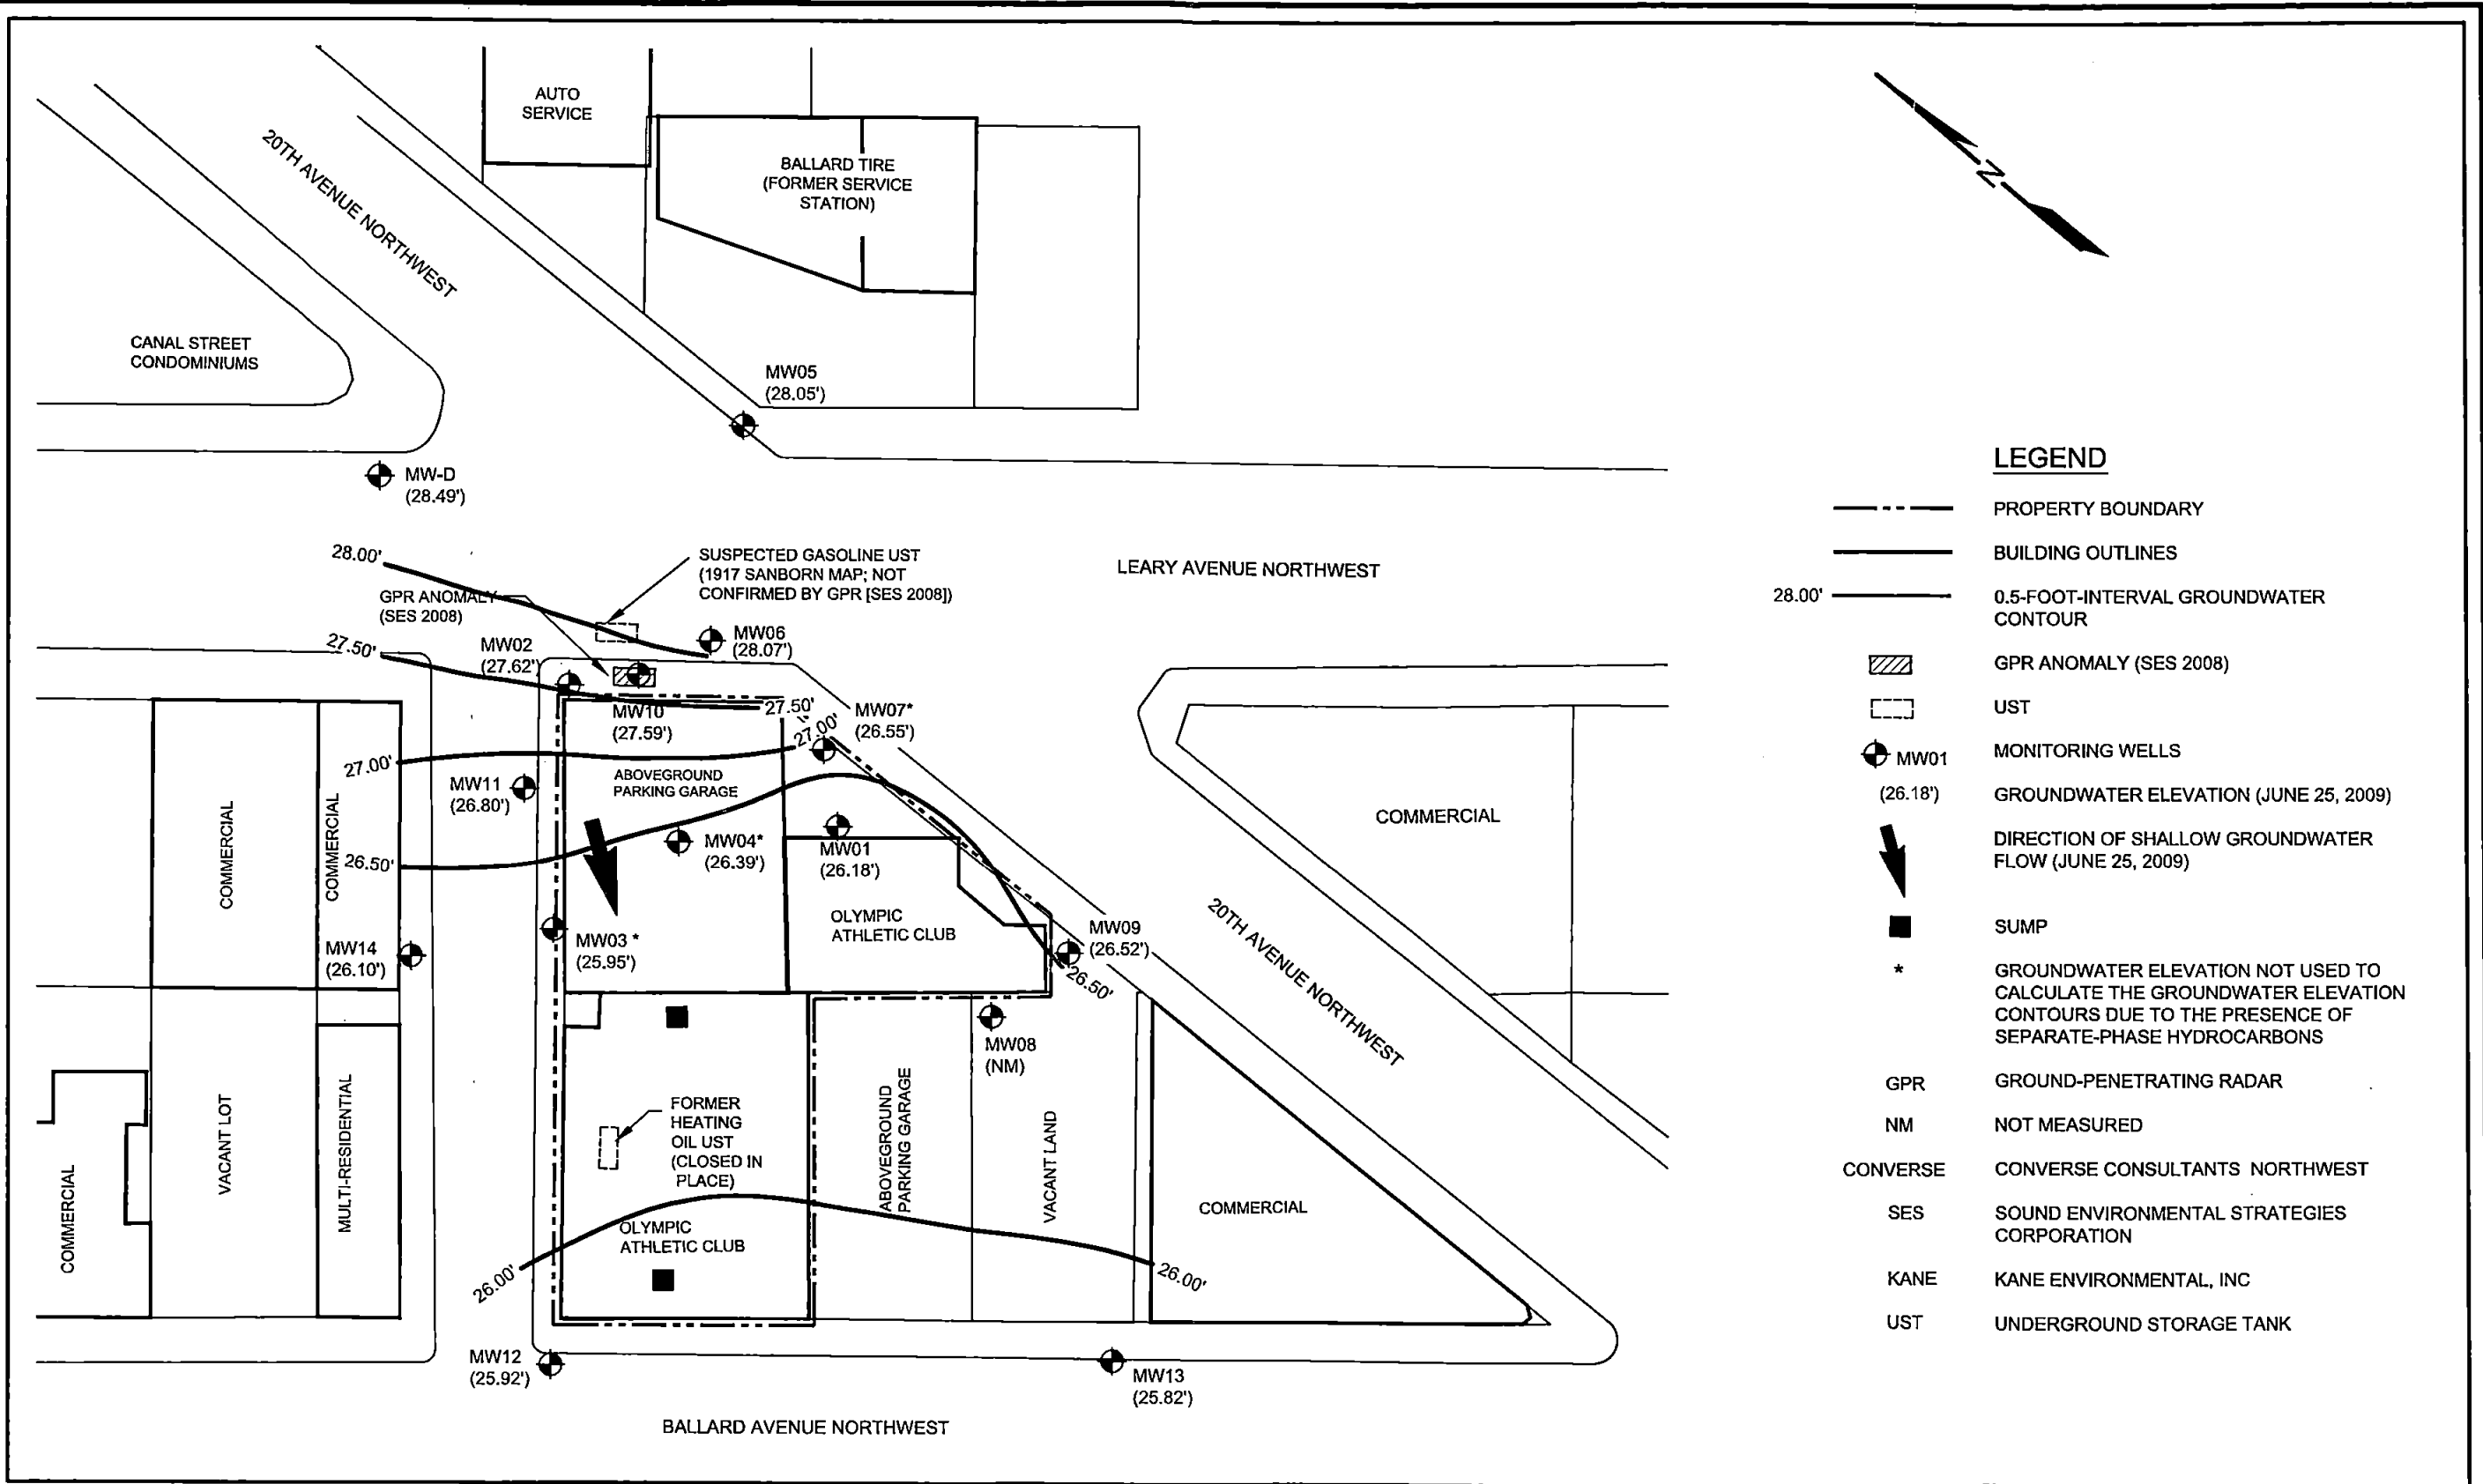 AUTO
SERVICE
20TH AVENUE NORTHWEST
BALLARD TIRE
(FORMER SERVICE
STATION)
N
CANAL STREET
CONDOMINIUMS
MW05
(28.05')
MW-D
(28.49')
28.00'
SUSPECTED GASOLINE UST
(1917 SANBORN MAP; NOT
CONFIRMED BY GPR [SES 2008])
LEARY AVENUE NORTHWEST
GPR ANOMALY
(SES 2008)
27.50'
MW02
(27.62')
MW06
(28.07')
MW10
(27.59')
27.50'
27.00'
MW07*
(26.55')
27.00'
MW11
(26.80')
ABOVEGROUND
PARKING GARAGE
COMMERCIAL
COMMERCIAL
COMMERCIAL
26.50'
MW04*
(26.39')
MW01
(26.18')
OLYMPIC
ATHLETIC CLUB
MW03 *
(25.95')
MW14
(26.10')
MW09
(26.52')
26.50'
20TH AVENUE NORTHWEST
MW08
(NM)
FORMER
HEATING
OIL UST
(CLOSED IN
PLACE)
ABOVEGROUND
PARKING GARAGE
VACANT LAND
VACANT LOT
MULTI-RESIDENTIAL
COMMERCIAL
COMMERCIAL
OLYMPIC
ATHLETIC CLUB
26.00'
26.00'
MW12
(25.92')
MW13
(25.82')
BALLARD AVENUE NORTHWEST
LEGEND
PROPERTY BOUNDARY
BUILDING OUTLINES
28.00' 0.5-FOOT-INTERVAL GROUNDWATER
CONTOUR
GPR ANOMALY (SES 2008)
UST
MW01 MONITORING WELLS
(26.18') GROUNDWATER ELEVATION (JUNE 25, 2009)
DIRECTION OF SHALLOW GROUNDWATER
FLOW (JUNE 25, 2009)
SUMP
* GROUNDWATER ELEVATION NOT USED TO
CALCULATE THE GROUNDWATER ELEVATION
CONTOURS DUE TO THE PRESENCE OF
SEPARATE-PHASE HYDROCARBONS
GPR GROUND-PENETRATING RADAR
NM NOT MEASURED
CONVERSE CONVERSE CONSULTANTS NORTHWEST
SES SOUND ENVIRONMENTAL STRATEGIES
CORPORATION
KANE KANE ENVIRONMENTAL, INC
UST UNDERGROUND STORAGE TANK